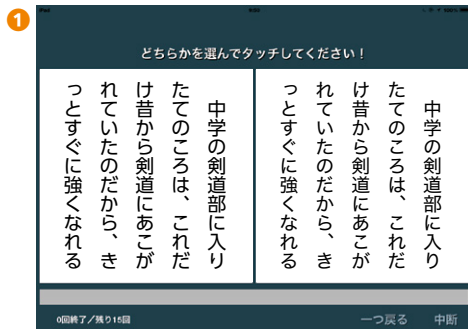 1
iPad
9:50
100%
どちらかを選んでタッチしてください!
中学の剣道部に入り
たてのころは、これだ
け昔から剣道にあこが
れていたのだから、き
っとすぐに強くなれる
中学の剣道部に入り
たてのころは、これだ
け昔から剣道にあこが
れていたのだから、き
っとすぐに強くなれる
0回終了/残り15回
一つ戻る
中断